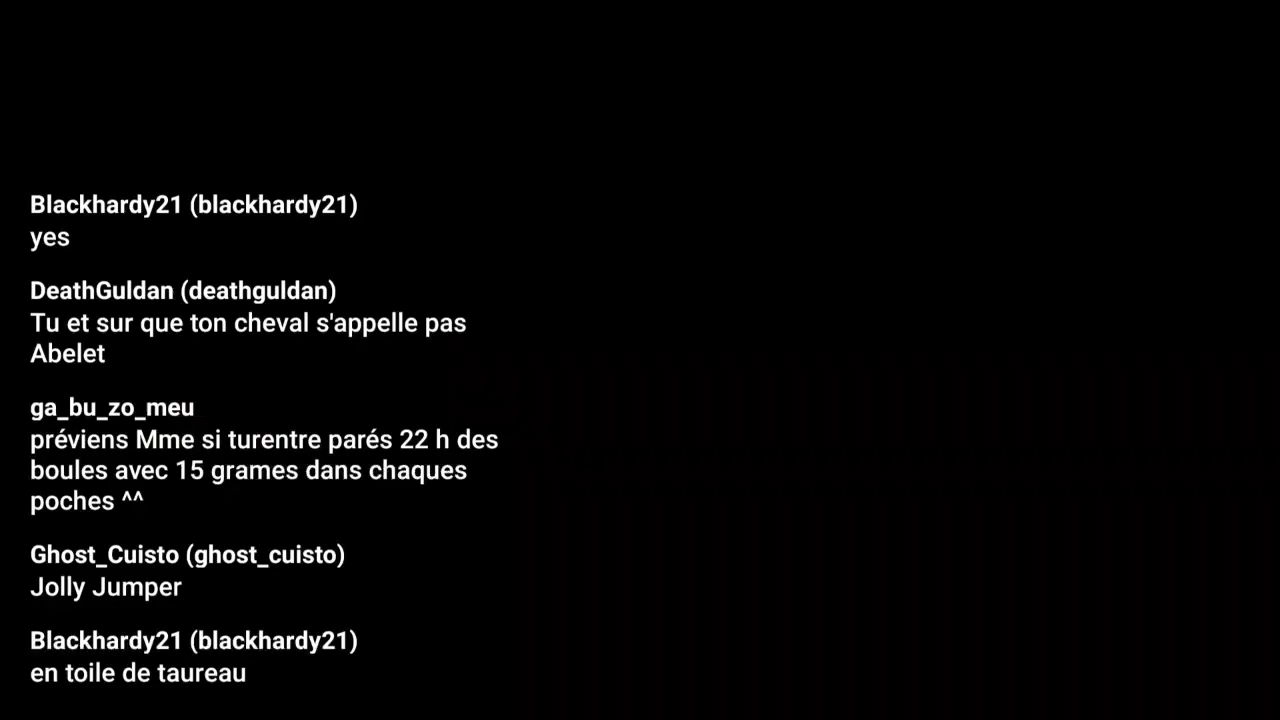 Blackhardy21 (blackhardy21)
yes
DeathGuldan (deathguldan)
Tu et sur que ton cheval s'appelle pas
Abelet
ga_bu_zo_meu
préviens Mme si turentre parés 22 h des
boules avec 15 grames dans chaques
poches ^^
Ghost_Cuisto (ghost_cuisto)
Jolly Jumper
Blackhardy21 (blackhardy21)
en toile de taureau